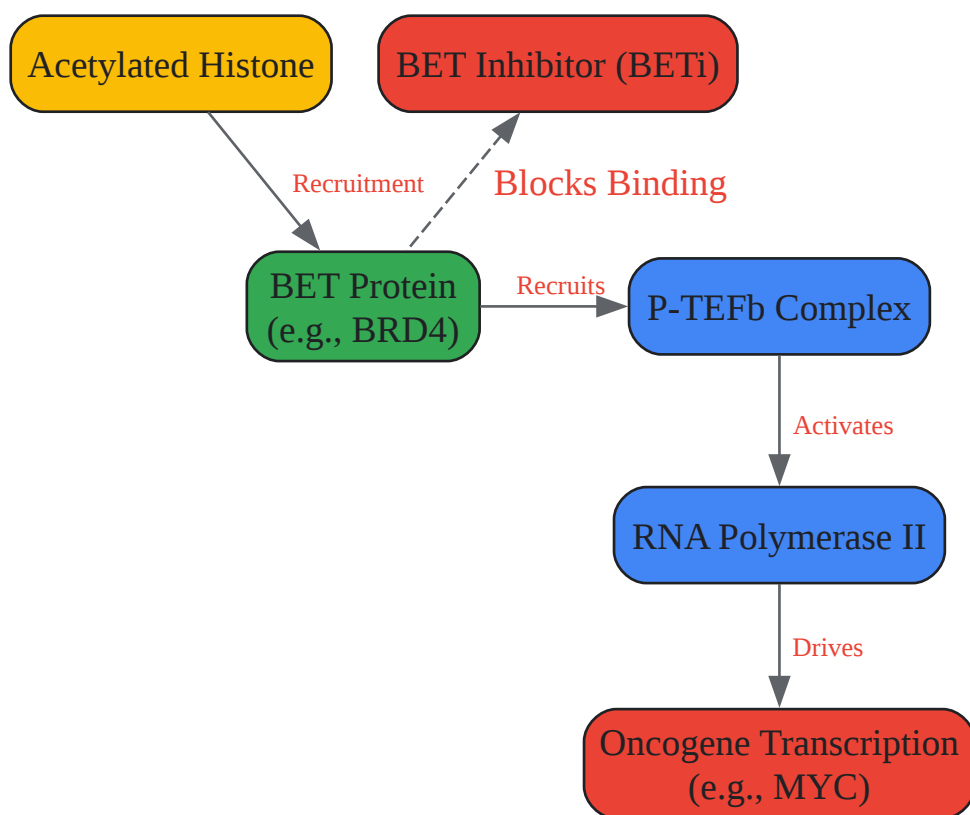 Acetylated Histone
BET Inhibitor (BETi)
Recruitment
Blocks Binding
BET Protein
(e.g., BRD4)
Recruits
P-TEFb Complex
Activates
RNA Polymerase II
Drives
Oncogene Transcription
(e.g., MYC)